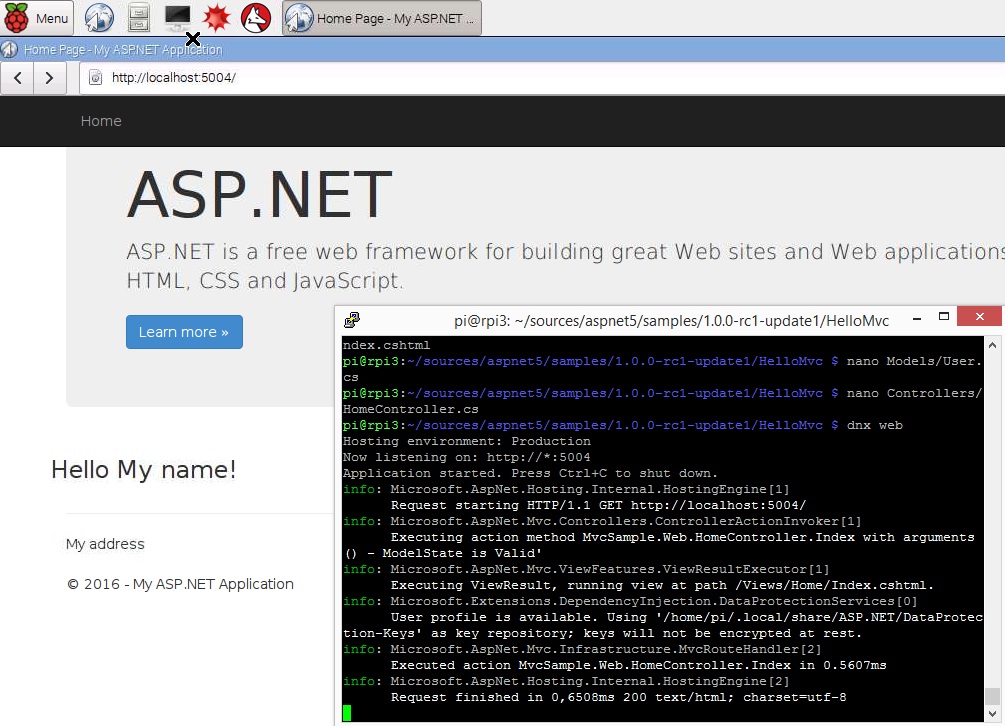 Menu
Home Page - My ASP.NET ...
Home Page - My ASP.NET Application
http://localhost:5004/
Home
ASP.NET
ASP.NET is a free web framework for building great Web sites and Web applications
HTML, CSS and JavaScript.
Learn more »
Hello My name!
My address
© 2016 - My ASP.NET Application
pi@rpi3: ~/sources/aspnet5/samples/1.0.0-rc1-update1/HelloMvc
ndex.cshtml
pi@rpi3:~/sources/aspnet5/samples/1.0.0-rc1-update1/HelloMvc $ nano Models/User.
cs
pi@rpi3:~/sources/aspnet5/samples/1.0.0-rc1-update1/HelloMvc $ nano Controllers/
HomeController.cs
pi@rpi3:~/sources/aspnet5/samples/1.0.0-rc1-update1/HelloMvc $ dnx web
Hosting environment: Production
Now listening on: http://*:5004
Application started. Press Ctrl+C to shut down.
info: Microsoft.AspNet.Hosting.Internal.HostingEngine[1]
Request starting HTTP/1.1 GET http://localhost:5004/
info: Microsoft.AspNet.Mvc.Controllers.ControllerActionInvoker[1]
Executing action method MvcSample.Web.HomeController.Index with arguments
() - ModelState is Valid'
info: Microsoft.AspNet.Mvc.ViewFeatures.ViewResultExecutor[1]
Executing ViewResult, running view at path /Views/Home/Index.cshtml.
info: Microsoft.Extensions.DependencyInjection.DataProtectionServices[0]
User profile is available. Using '/home/pi/.local/share/ASP.NET/DataProtec
tion-Keys' as key repository; keys will not be encrypted at rest.
info: Microsoft.AspNet.Mvc.Infrastructure.MvcRouteHandler[2]
Executed action MvcSample.Web.HomeController.Index in 0.5607ms
info: Microsoft.AspNet.Hosting.Internal.HostingEngine[2]
Request finished in 0,6508ms 200 text/html; charset=utf-8